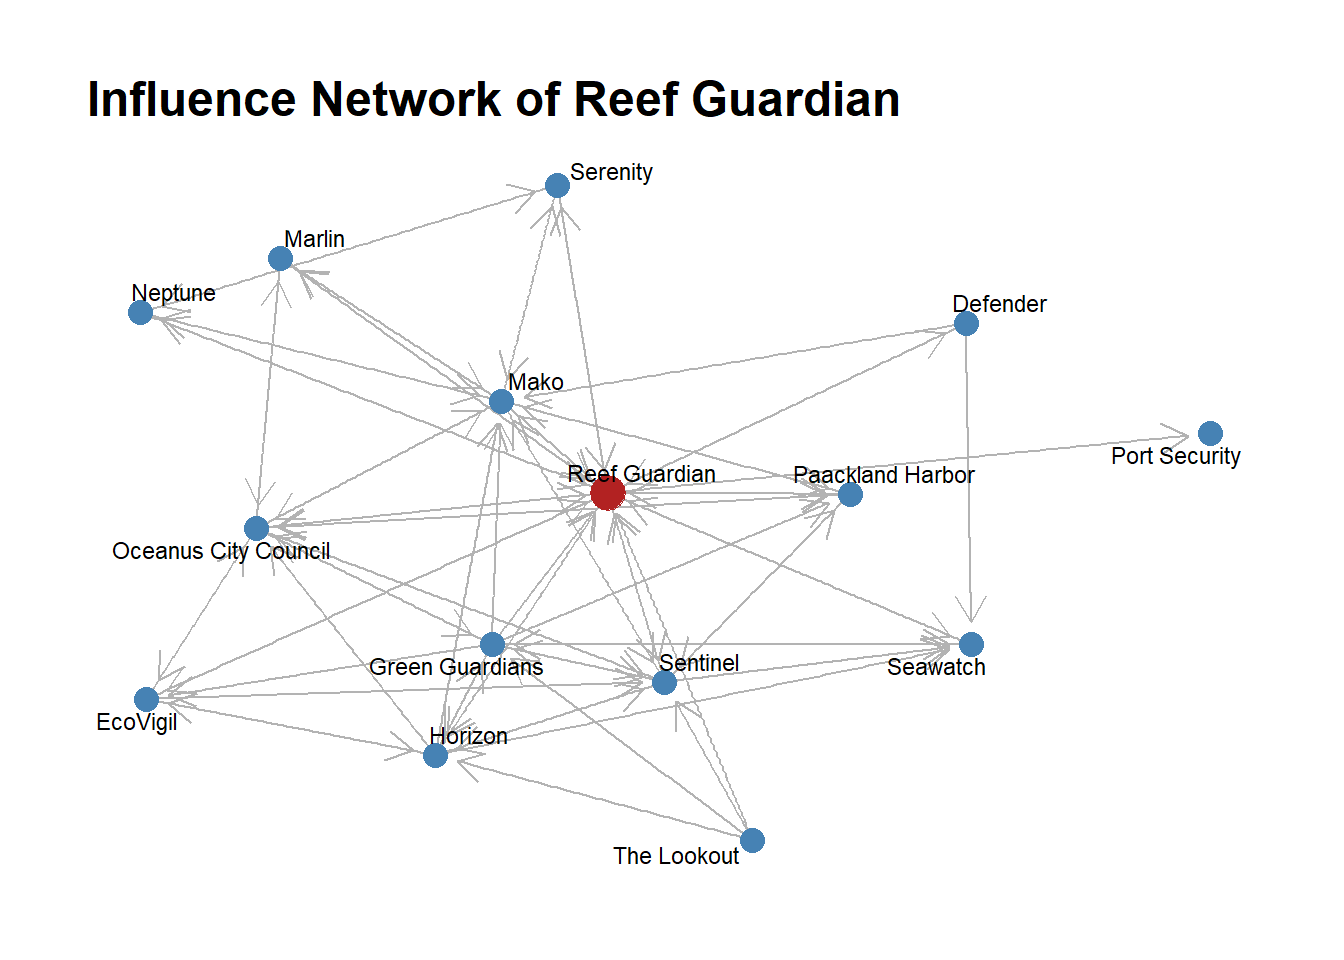 Influence Network of Reef Guardian
Serenity
Marlin
Neptune
Defender
Mako
Port Security
Reef Guardian
Paackland Harbor
Oceanus City Council
Green Guardians
Sentinel
Seawatch
EcoVigil
Horizon
The Lookout